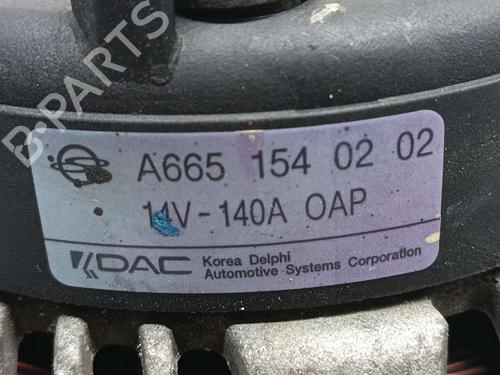 B-PARTS
A665 154 02 02
14V-140A OAP
KDAC Korea Delphi
Automotive Systems Corporation